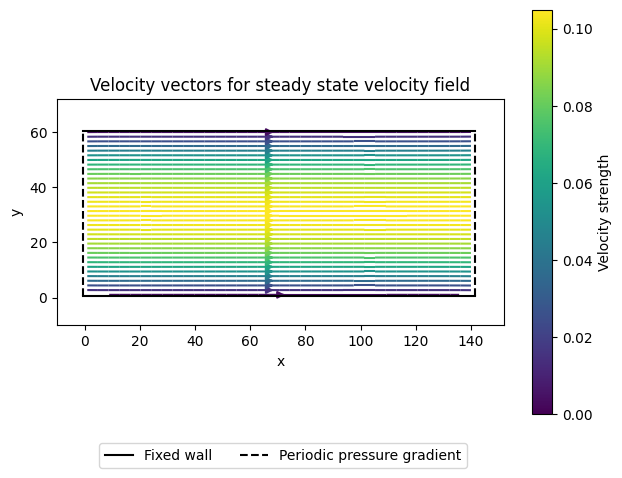 Velocity vectors for steady state velocity field
y
60
40
20
0
0 20 40 60 80 100 120 140
x
0.10
0.08
0.06
0.04
0.02
0.00
Velocity strength
Fixed wall
Periodic pressure gradient